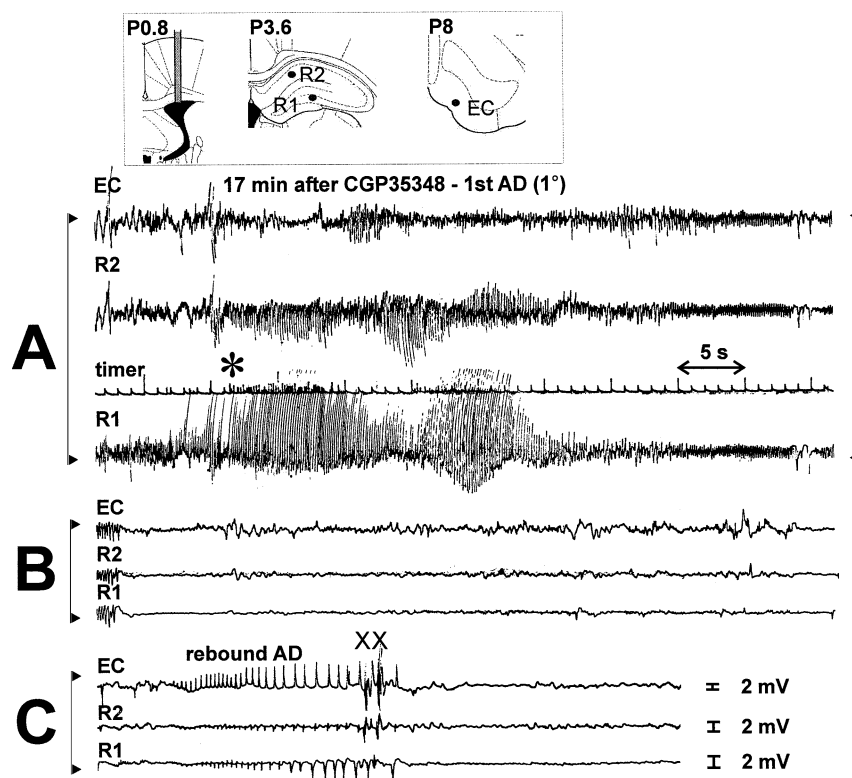 P0.8 P3.6 P8
R2
R1 EC
EC 17 min after CGP35348 - 1st AD (1°)
R2
A
timer * 5 s
R1
EC
B
R2
R1
XX
rebound AD
EC
2 mV
C
R2
2 mV
R1
2 mV